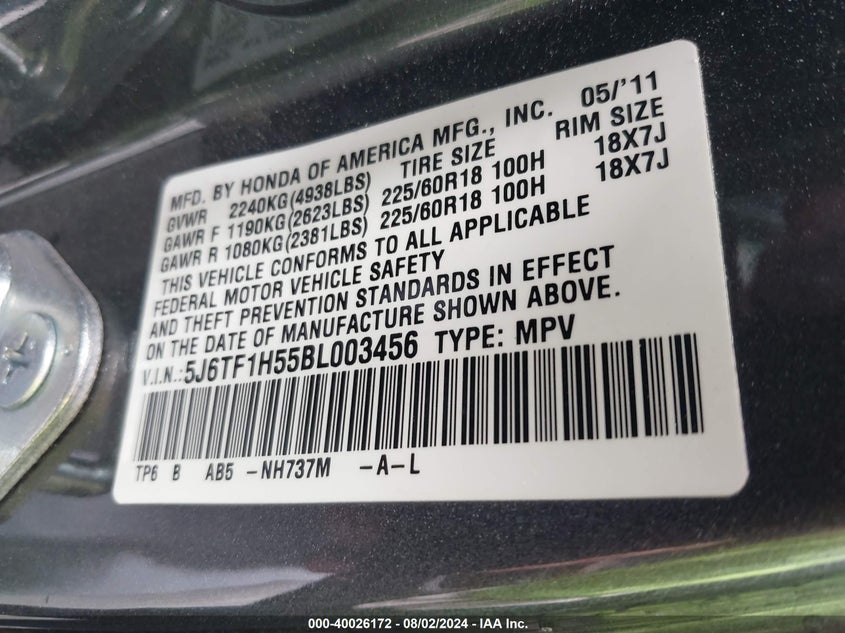 MFD. BY HONDA OF AMERICA MFG., INC. 05/'11
GVWR 2240KG(4938LBS) TIRE SIZE RIM SIZE
GAWR F 1190KG(2623LBS) 225/60R18 100H 18X7J
GAWR R 1080KG(2381LBS) 225/60R18 100H 18X7J
THIS VEHICLE CONFORMS TO ALL APPLICABLE
FEDERAL MOTOR VEHICLE SAFETY
AND THEFT PREVENTION STANDARDS IN EFFECT
ON THE DATE OF MANUFACTURE SHOWN ABOVE.
V.I.N.:5J6TF1H55BL003456 TYPE: MPV
TP6 B AB5 -NH737M -A-L
000-40026172 — 08/02/2024 — IAA Inc.